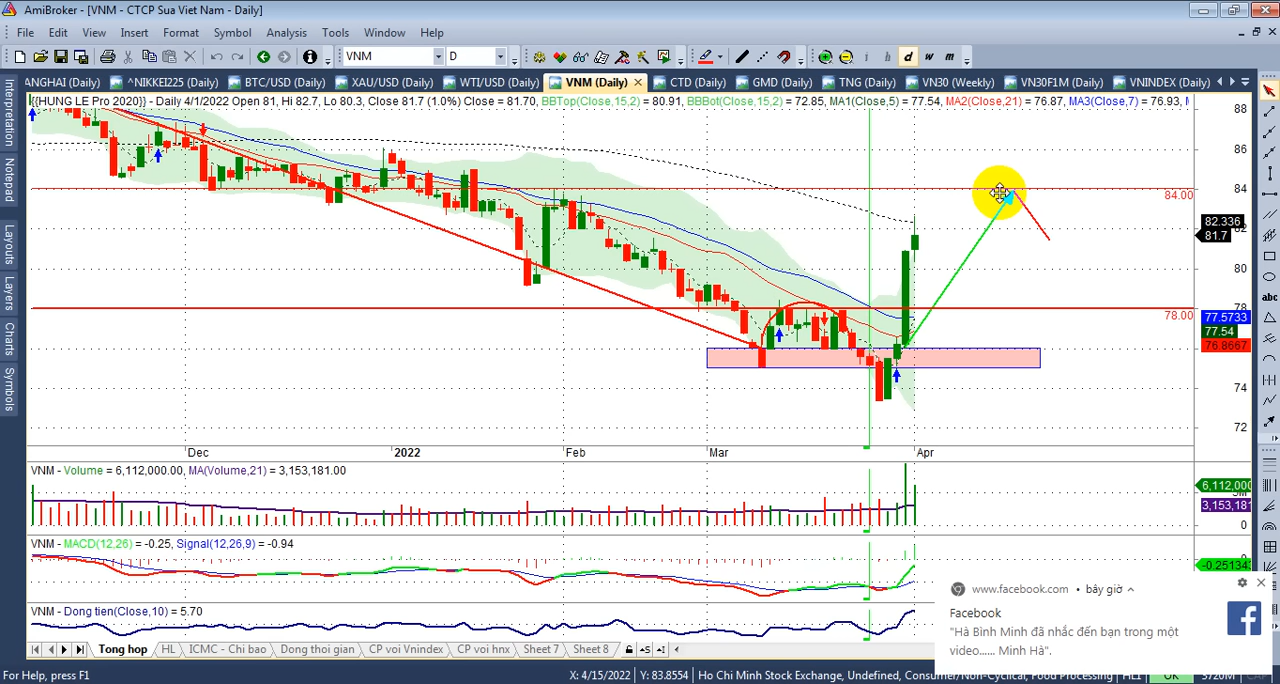 AmiBroker - [VNM - CTCP Sua Viet Nam - Daily]
File Edit View Insert Format Symbol Analysis Tools Window Help
VNM D i h d w m
ANGHAI (Daily) ^NIKKEI225 (Daily) BTC/USD (Daily) XAU/USD (Daily) WTI/USD (Daily) VNM (Daily) CTD (Daily) GMD (Daily) TNG (Daily) VN30 (Weekly) VN30F1M (Daily) VNINDEX (Daily)
{{HUNG LE Pro 2020}} - Daily 4/1/2022 Open 81, Hi 82.7, Lo 80.3, Close 81.7 (1.0%) Close = 81.70, BBTop(Close,15,2) = 80.91, BBBot(Close,15,2) = 72.85, MA1(Close,5) = 77.54, MA2(Close,21) = 76.87, MA3(Close,7) = 76.93,
Interpretation
Notepad
Layouts
Layers
Charts
Symbols
abc
88
86
84
84.00
82.336
81.7
80
78
78.00
77.5733
77.54
76.8667
74
72
Dec 2022 Feb Mar Apr
VNM - Volume = 6,112,000.00, MA(Volume,21) = 3,153,181.00
6,112,000
3,153,181
0
VNM - MACD(12,26) = -0.25, Signal(12,26,9) = -0.94
-0.251343
VNM - Dong tien(Close,10) = 5.70
www.facebook.com • bây giờ
Facebook
"Hà Bình Minh đã nhắc đến bạn trong một
video...... Minh Hà".
Tong hop HL ICMC - Chi bao Dong thoi gian CP voi Vnindex CP voi hnx Sheet 7 Sheet 8
For Help, press F1 X: 4/15/2022 Y: 83.8554 Ho Chi Minh Stock Exchange, Undefined, Consumer/Non-Cyclical, Food Processing HL1 OK 3720M CAP